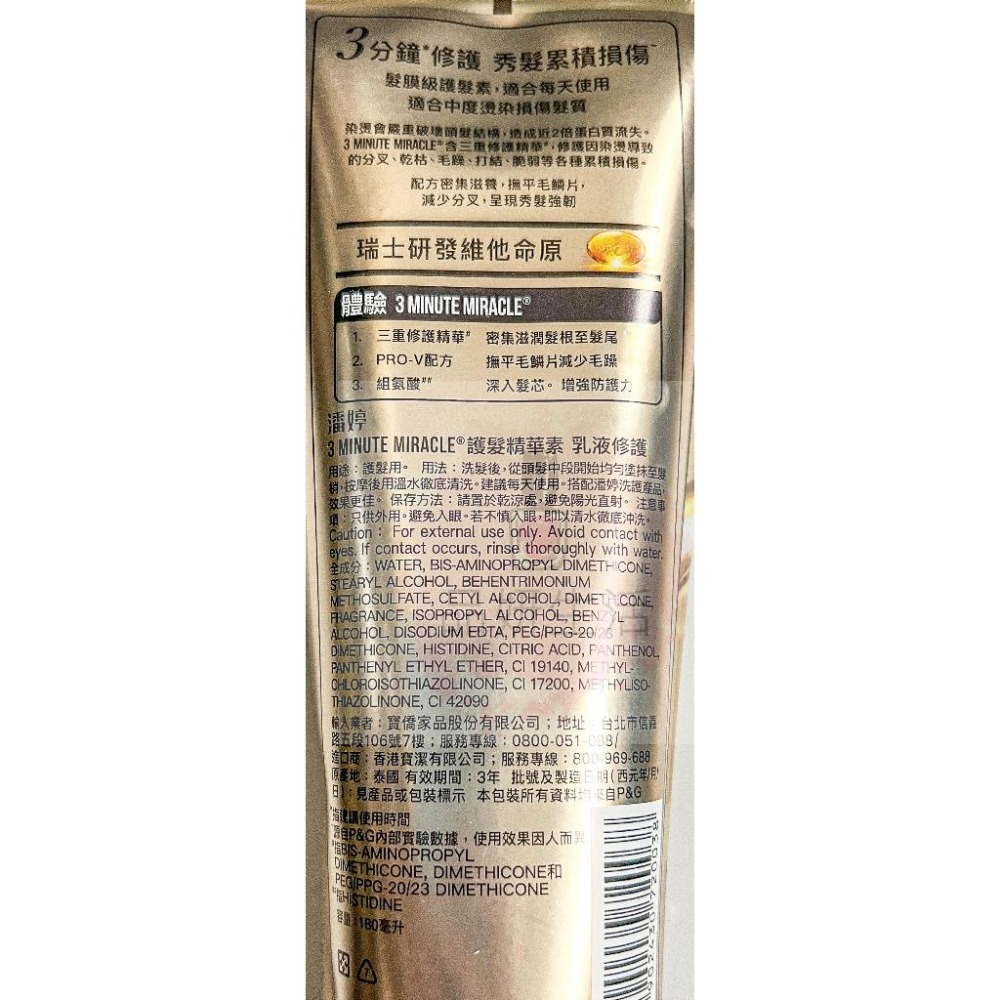 3分鐘*修護 秀髮累積損傷~
髮膜級護髮素,適合每天使用
適合中度燙染損傷髮質
染燙會嚴重破壞頭髮結構,造成近2倍蛋白質流失。
3 MINUTE MIRACLE®含三重修護精華#,修護因染燙導致
的分叉、乾枯、毛躁、打結、脆弱等各種累積損傷。
配方密集滋養,撫平毛鱗片,
減少分叉,呈現秀髮強韌
瑞士研發維他命原
體驗 3 MINUTE MIRACLE®
1. 三重修護精華# 密集滋潤髮根至髮尾
2. PRO-V配方 撫平毛鱗片減少毛躁
3. 組氨酸## 深入髮芯。增強防護力
潘婷
3 MINUTE MIRACLE®護髮精華素 乳液修護
用途:護髮用。 用法:洗髮後,從頭髮中段開始均勻塗抹至髮
梢,按摩後用溫水徹底清洗。建議每天使用。搭配潘婷洗護產品,
效果更佳。 保存方法:請置於乾涼處,避免陽光直射。 注意事
項:只供外用。避免入眼。若不慎入眼,即以清水徹底沖洗。
Caution: For external use only. Avoid contact with
eyes. If contact occurs, rinse thoroughly with water.
全成分:WATER, BIS-AMINOPROPYL DIMETHICONE,
STEARYL ALCOHOL, BEHENTRIMONIUM
METHOSULFATE, CETYL ALCOHOL, DIMETHICONE,
FRAGRANCE, ISOPROPYL ALCOHOL, BENZYL
ALCOHOL, DISODIUM EDTA, PEG/PPG-20/23
DIMETHICONE, HISTIDINE, CITRIC ACID, PANTHENOL,
PANTHENYL ETHYL ETHER, CI 19140, METHYL-
CHLOROISOTHIAZOLINONE, CI 17200, METHYLISO-
THIAZOLINONE, CI 42090
輸入業者:寶僑家品股份有限公司;地址:台北市信義
路五段106號7樓;服務專線:0800-051-088/
進口商:香港寶潔有限公司;服務專線:800-969-688
原產地:泰國 有效期間:3年 批號及製造日期(西元年/月/
日):見產品或包裝標示 本包裝所有資料均來自P&G
*指建議使用時間
~源自P&G內部實驗數據,使用效果因人而異
#指BIS-AMINOPROPYL
DIMETHICONE, DIMETHICONE和
PEG/PPG-20/23 DIMETHICONE
##指HISTIDINE
容量:180毫升
7